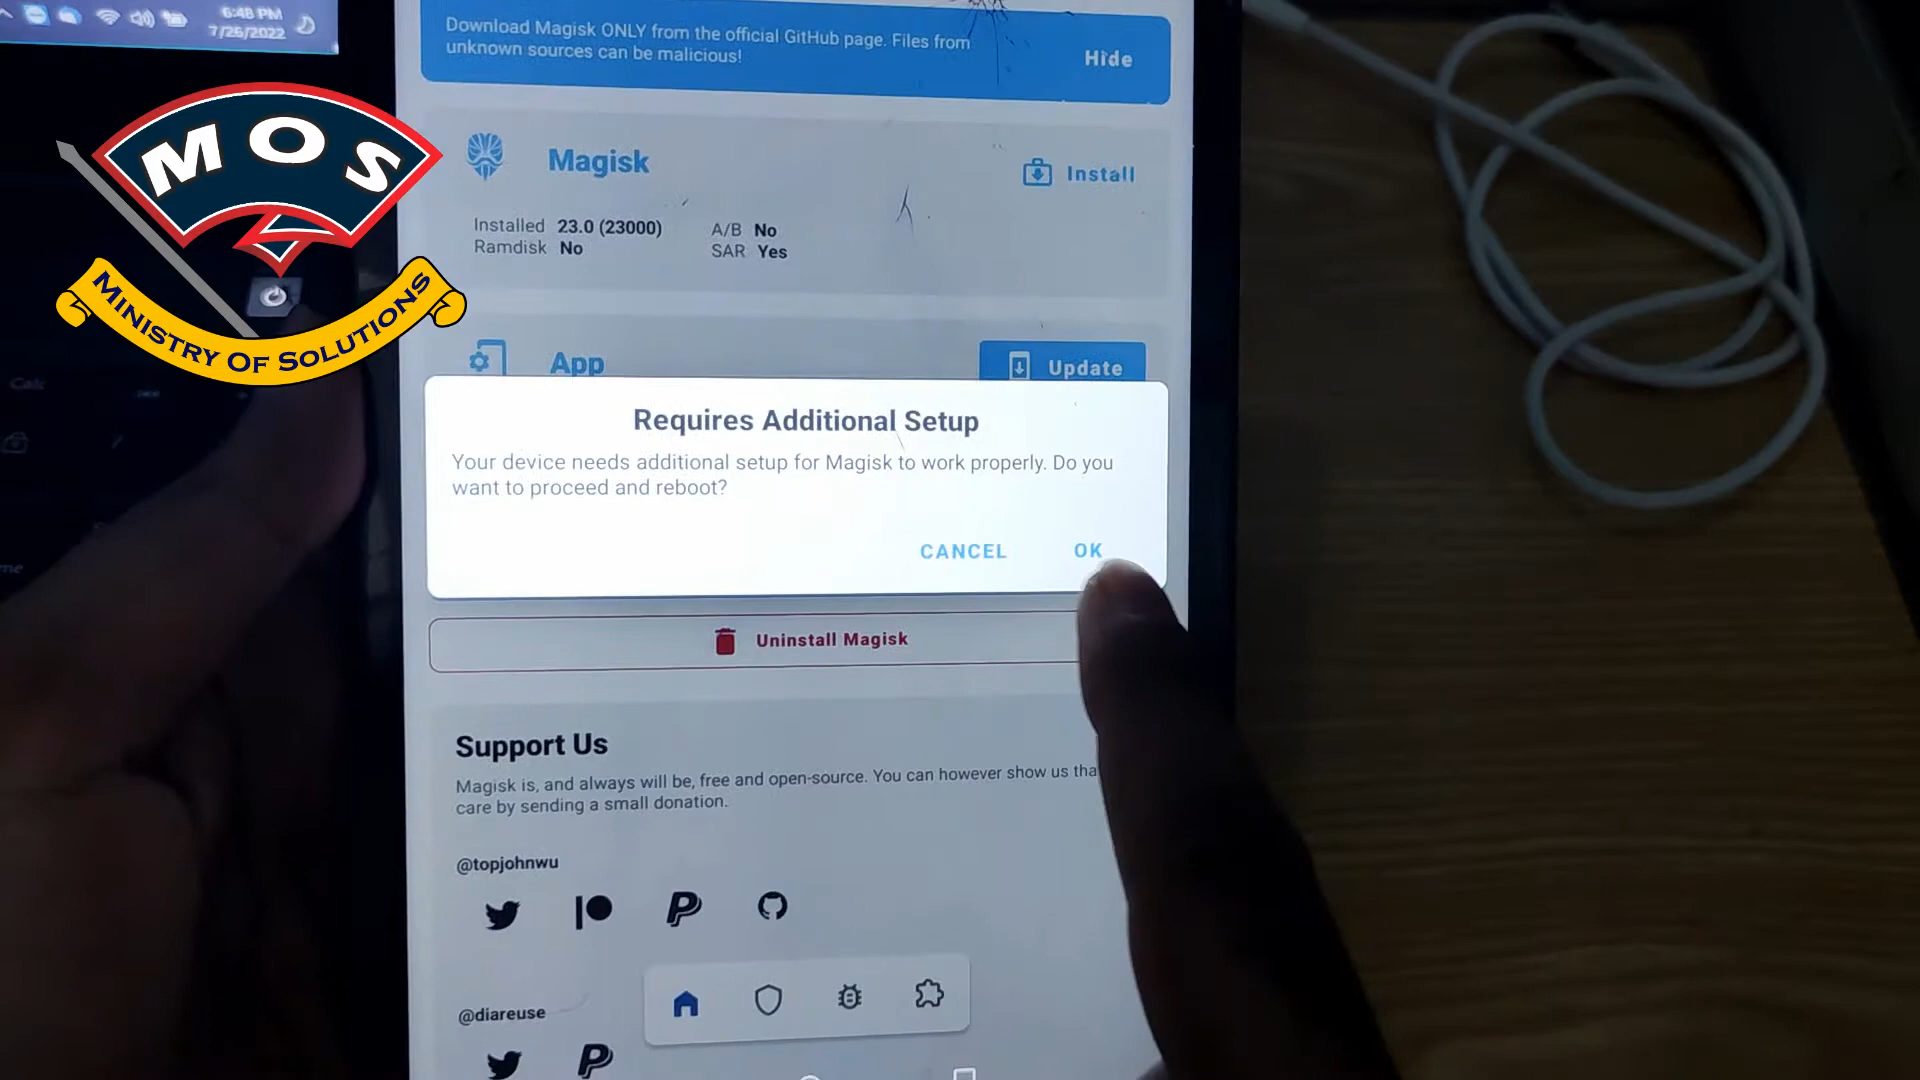 6:48 PM
7/26/2022
Download Magisk ONLY from the official GitHub page. Files from
unknown sources can be malicious!
Hide
MOS
MINISTRY OF SOLUTIONS
Magisk
Install
Installed 23.0 (23000)
A/B No
Ramdisk No
SAR Yes
App
Update
Requires Additional Setup
Your device needs additional setup for Magisk to work properly. Do you
want to proceed and reboot?
CANCEL
OK
Uninstall Magisk
Support Us
Magisk is, and always will be, free and open-source. You can however show us tha
care by sending a small donation.
@topjohnwu
@diareuse
Calc